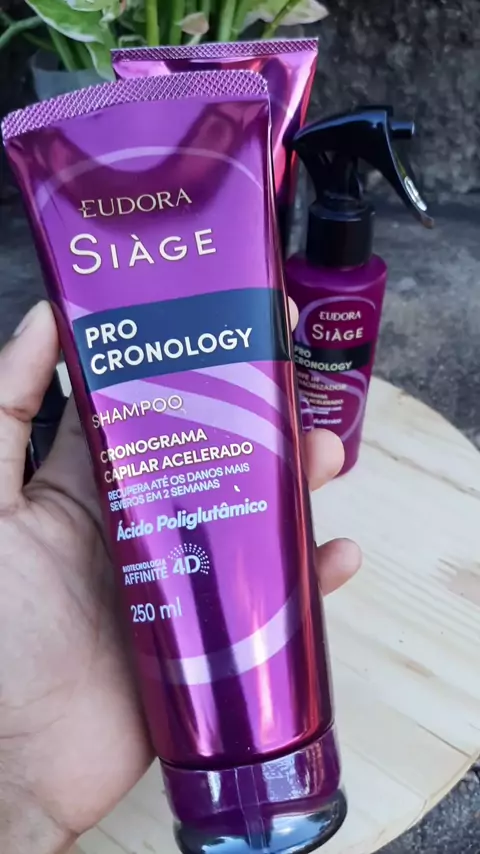 EUDORA
SIÀGE
PRO
CRONOLOGY
SHAMPOO
CRONOGRAMA
CAPILAR ACELERADO
RECUPERA ATÉ OS DANOS MAIS
SEVEROS EM 2 SEMANAS
Ácido Poliglutâmico
BIOTECNOLOGIA
AFFINITÉ 4D
250 ml
EUDORA
SIÀGE
PRO
CRONOLOGY